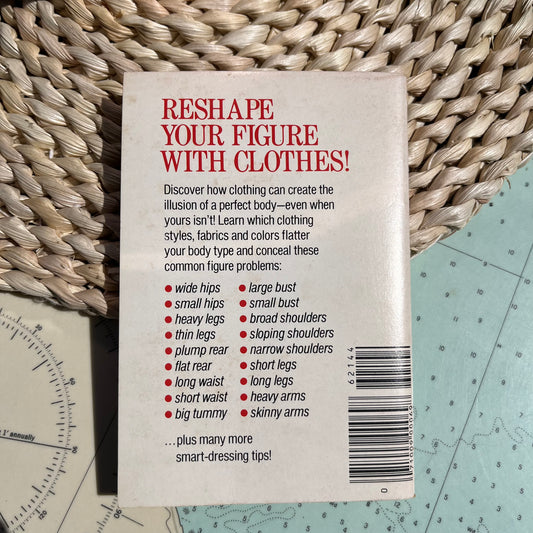 RESHAPE
YOUR FIGURE
WITH CLOTHES!
Discover how clothing can create the
illusion of a perfect body—even when
yours isn't! Learn which clothing
styles, fabrics and colors flatter
your body type and conceal these
common figure problems:
• wide hips
• small hips
• heavy legs
• thin legs
• plump rear
• flat rear
• long waist
• short waist
• big tummy
• large bust
• small bust
• broad shoulders
• sloping shoulders
• narrow shoulders
• short legs
• long legs
• heavy arms
• skinny arms
...plus many more
smart-dressing tips!
62144
0
1' annually